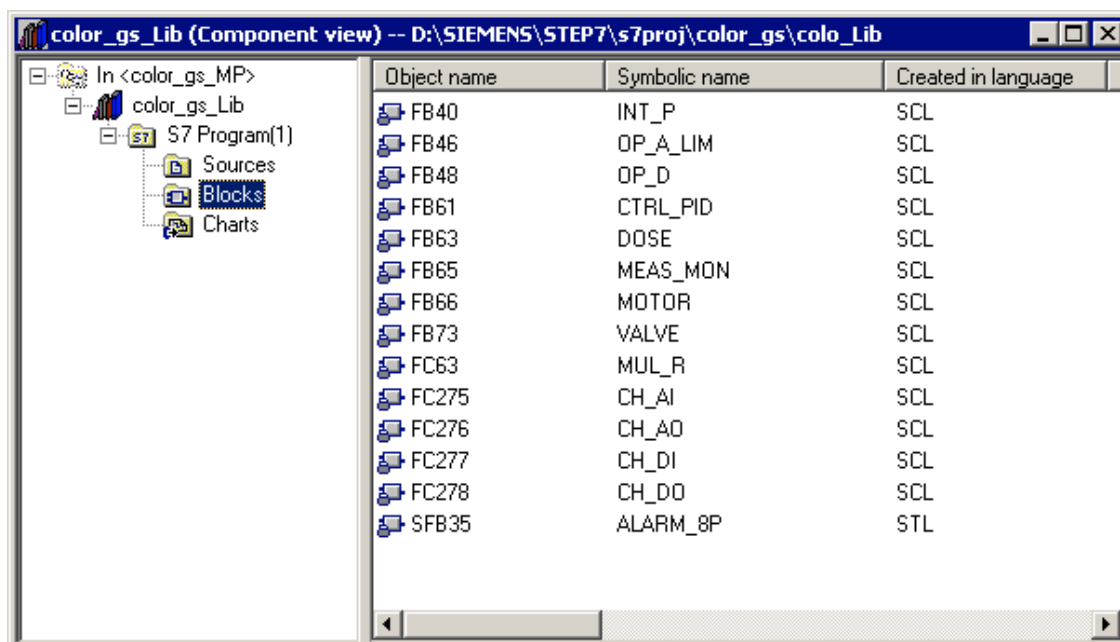 color_gs_Lib (Component view) -- D:\SIEMENS\STEP7\s7proj\color_gs\colo_Lib
In <color_gs_MP>
color_gs_Lib
S7 Program(1)
Sources
Blocks
Charts
Object name Symbolic name Created in language
FB40 INT_P SCL
FB46 OP_A_LIM SCL
FB48 OP_D SCL
FB61 CTRL_PID SCL
FB63 DOSE SCL
FB65 MEAS_MON SCL
FB66 MOTOR SCL
FB73 VALVE SCL
FC63 MUL_R SCL
FC275 CH_AI SCL
FC276 CH_AO SCL
FC277 CH_DI SCL
FC278 CH_DO SCL
SFB35 ALARM_8P STL